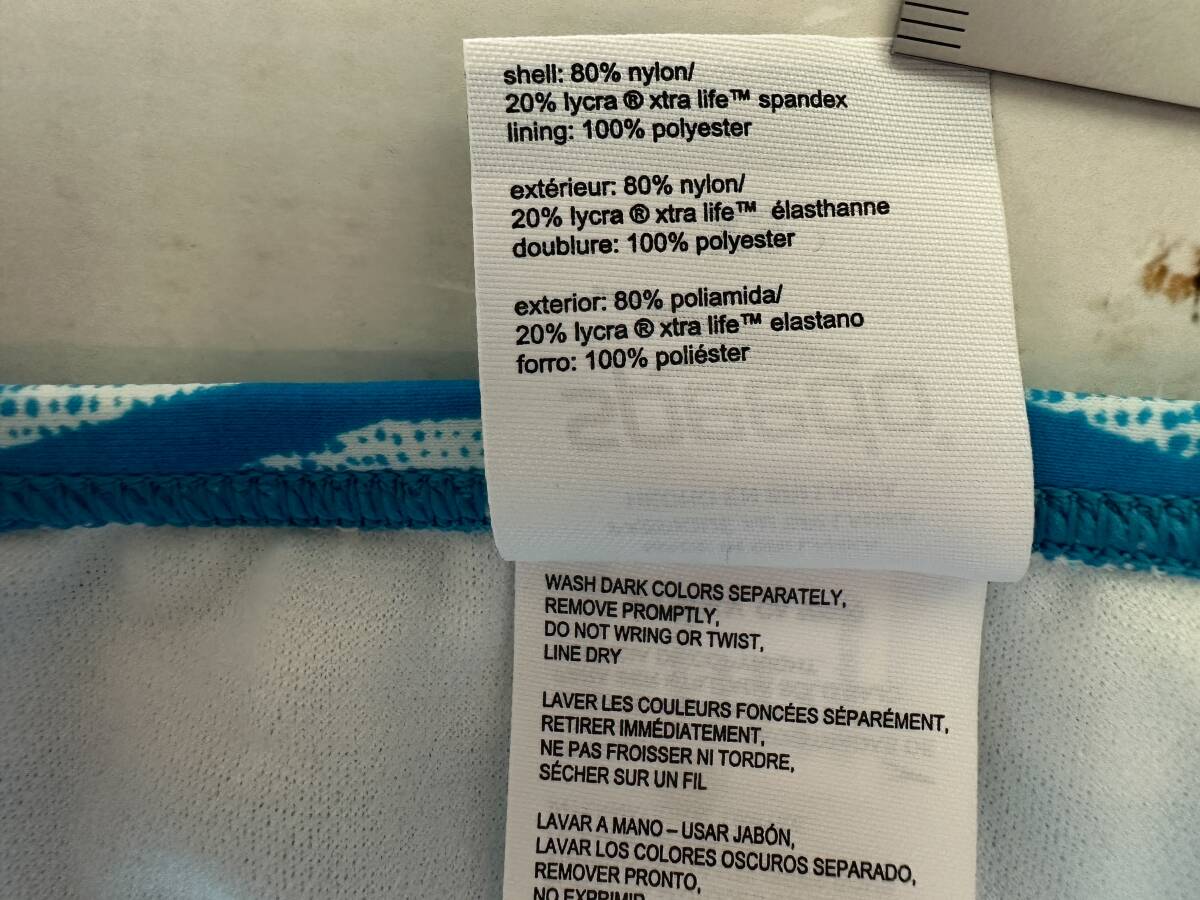 shell: 80% nylon/
20% lycra ® xtra life™ spandex
lining: 100% polyester
extérieur: 80% nylon/
20% lycra ® xtra life™ élasthanne
doublure: 100% polyester
exterior: 80% poliamida/
20% lycra ® xtra life™ elastano
forro: 100% poliéster
WASH DARK COLORS SEPARATELY,
REMOVE PROMPTLY,
DO NOT WRING OR TWIST,
LINE DRY
LAVER LES COULEURS FONCÉES SÉPARÉMENT,
RETIRER IMMÉDIATEMENT,
NE PAS FROISSER NI TORDRE,
SÉCHER SUR UN FIL
LAVAR A MANO – USAR JABÓN,
LAVAR LOS COLORES OSCUROS SEPARADO,
REMOVER PRONTO,
NO EXPRIMIR